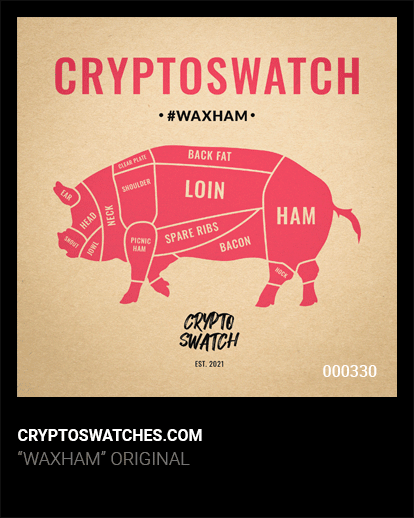 CRYPTOSWATCH
• #WAXHAM •
CLEAR PLATE
BACK FAT
EAR
SHOULDER
LOIN
HEAD
NECK
HAM
SNOUT
JOWL
PICNIC
HAM
SPARE RIBS
BACON
HOCK
CRYPTO
SWATCH
EST. 2021
000330
CRYPTOSWATCHES.COM
“WAXHAM” ORIGINAL